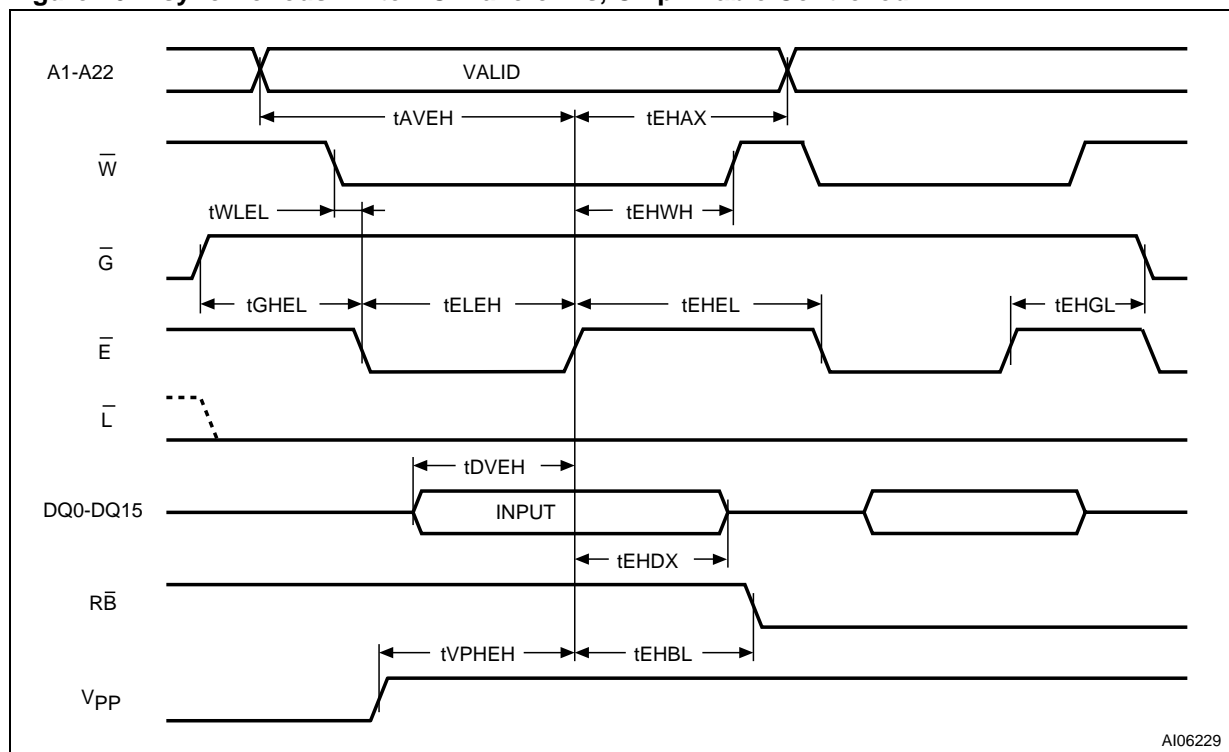 A1-A22
VALID
tAVEH
tEHAX
W̅
tWLEL
tEHWH
G̅
tGHEL
tELEH
tEHEL
tEHGL
E̅
L̅
tDVEH
DQ0-DQ15
INPUT
tEHDX
RB̅
tVPHEH
tEHBL
VPP
AI06229